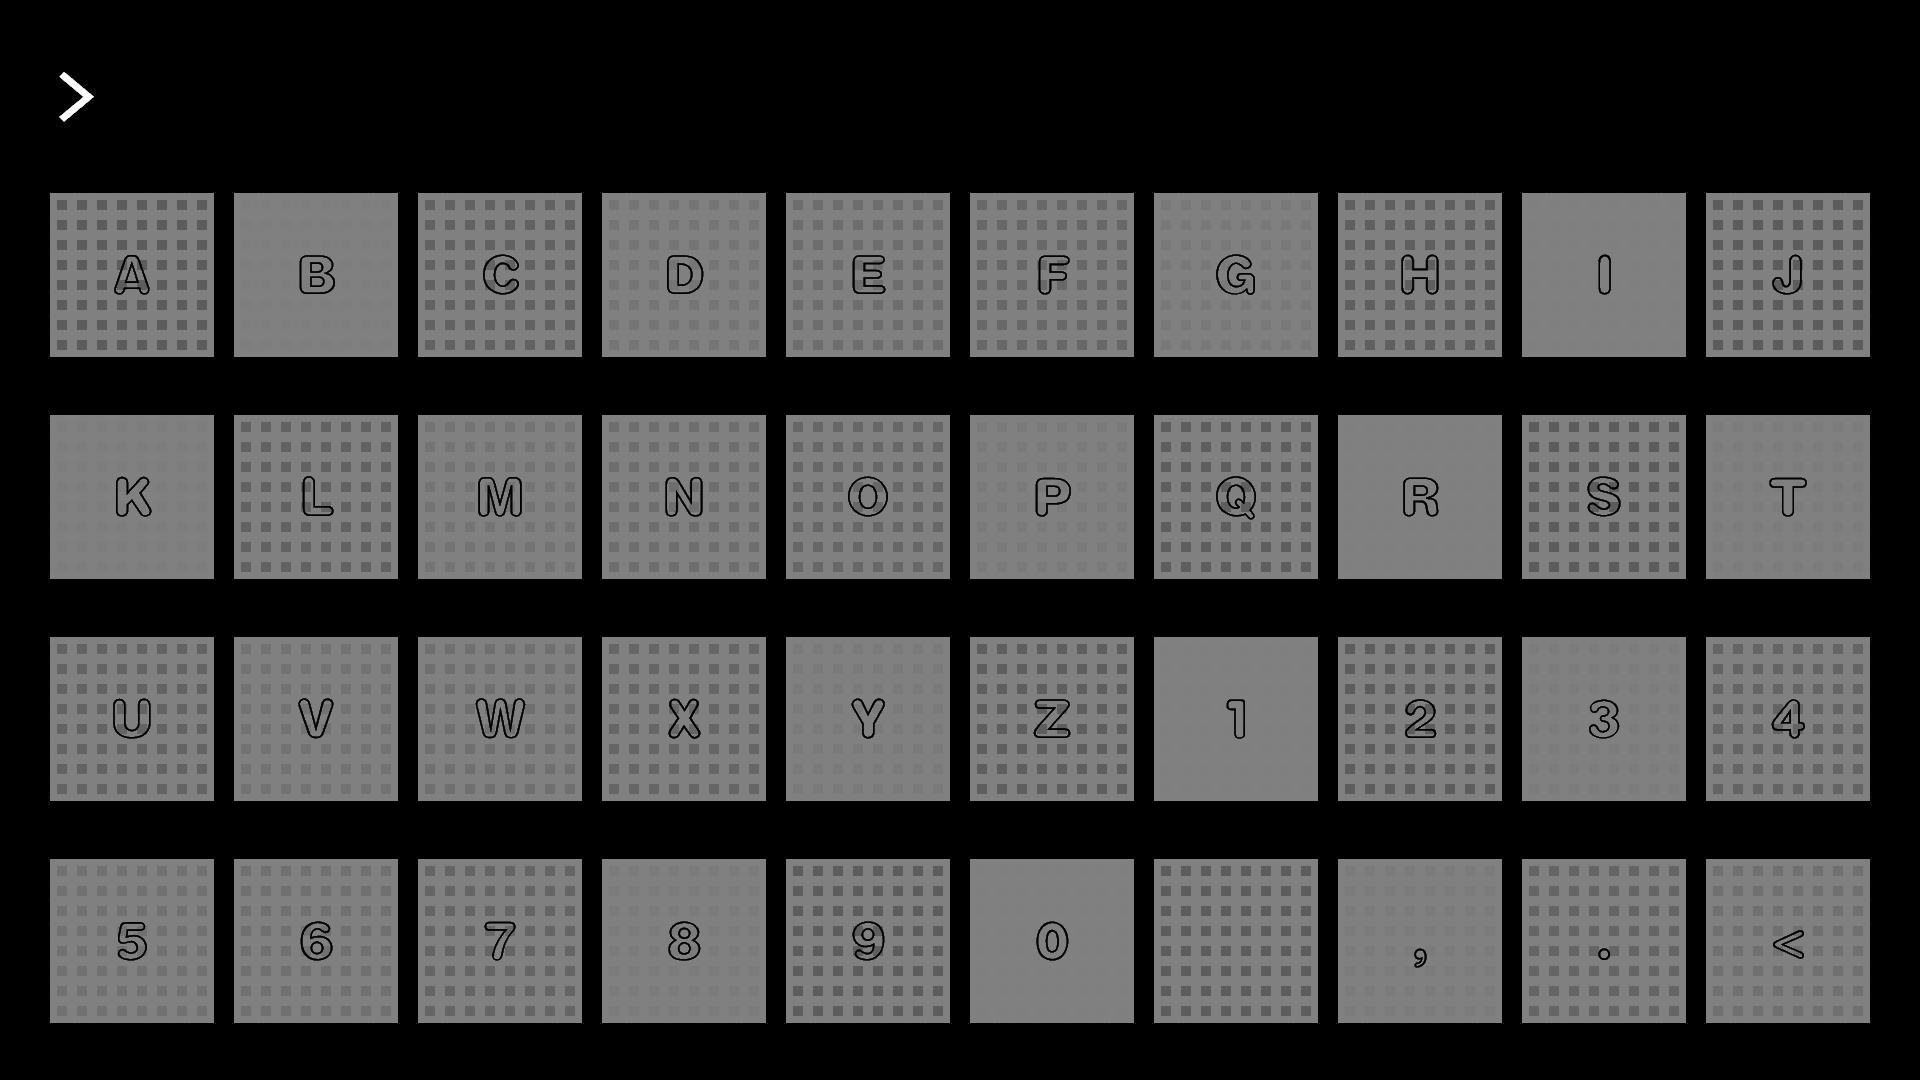 >
A B C D E F G H I J
K L M N O P Q R S T
U V W X Y Z 1 2 3 4
5 6 7 8 9 0 , . <